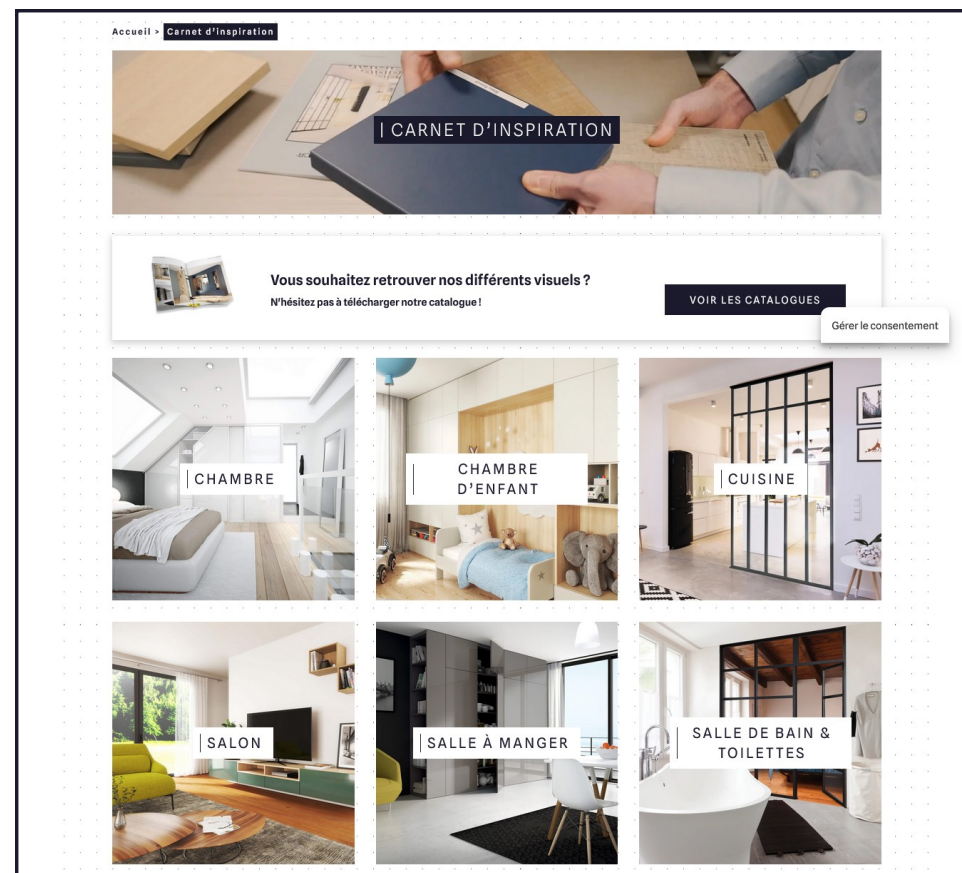 Accueil > Carnet d'inspiration
| CARNET D'INSPIRATION
Vous souhaitez retrouver nos différents visuels ?
N'hésitez pas à télécharger notre catalogue !
VOIR LES CATALOGUES
Gérer le consentement
CHAMBRE
CHAMBRE
D'ENFANT
CUISINE
SALON
SALLE À MANGER
SALLE DE BAIN &
TOILETTES